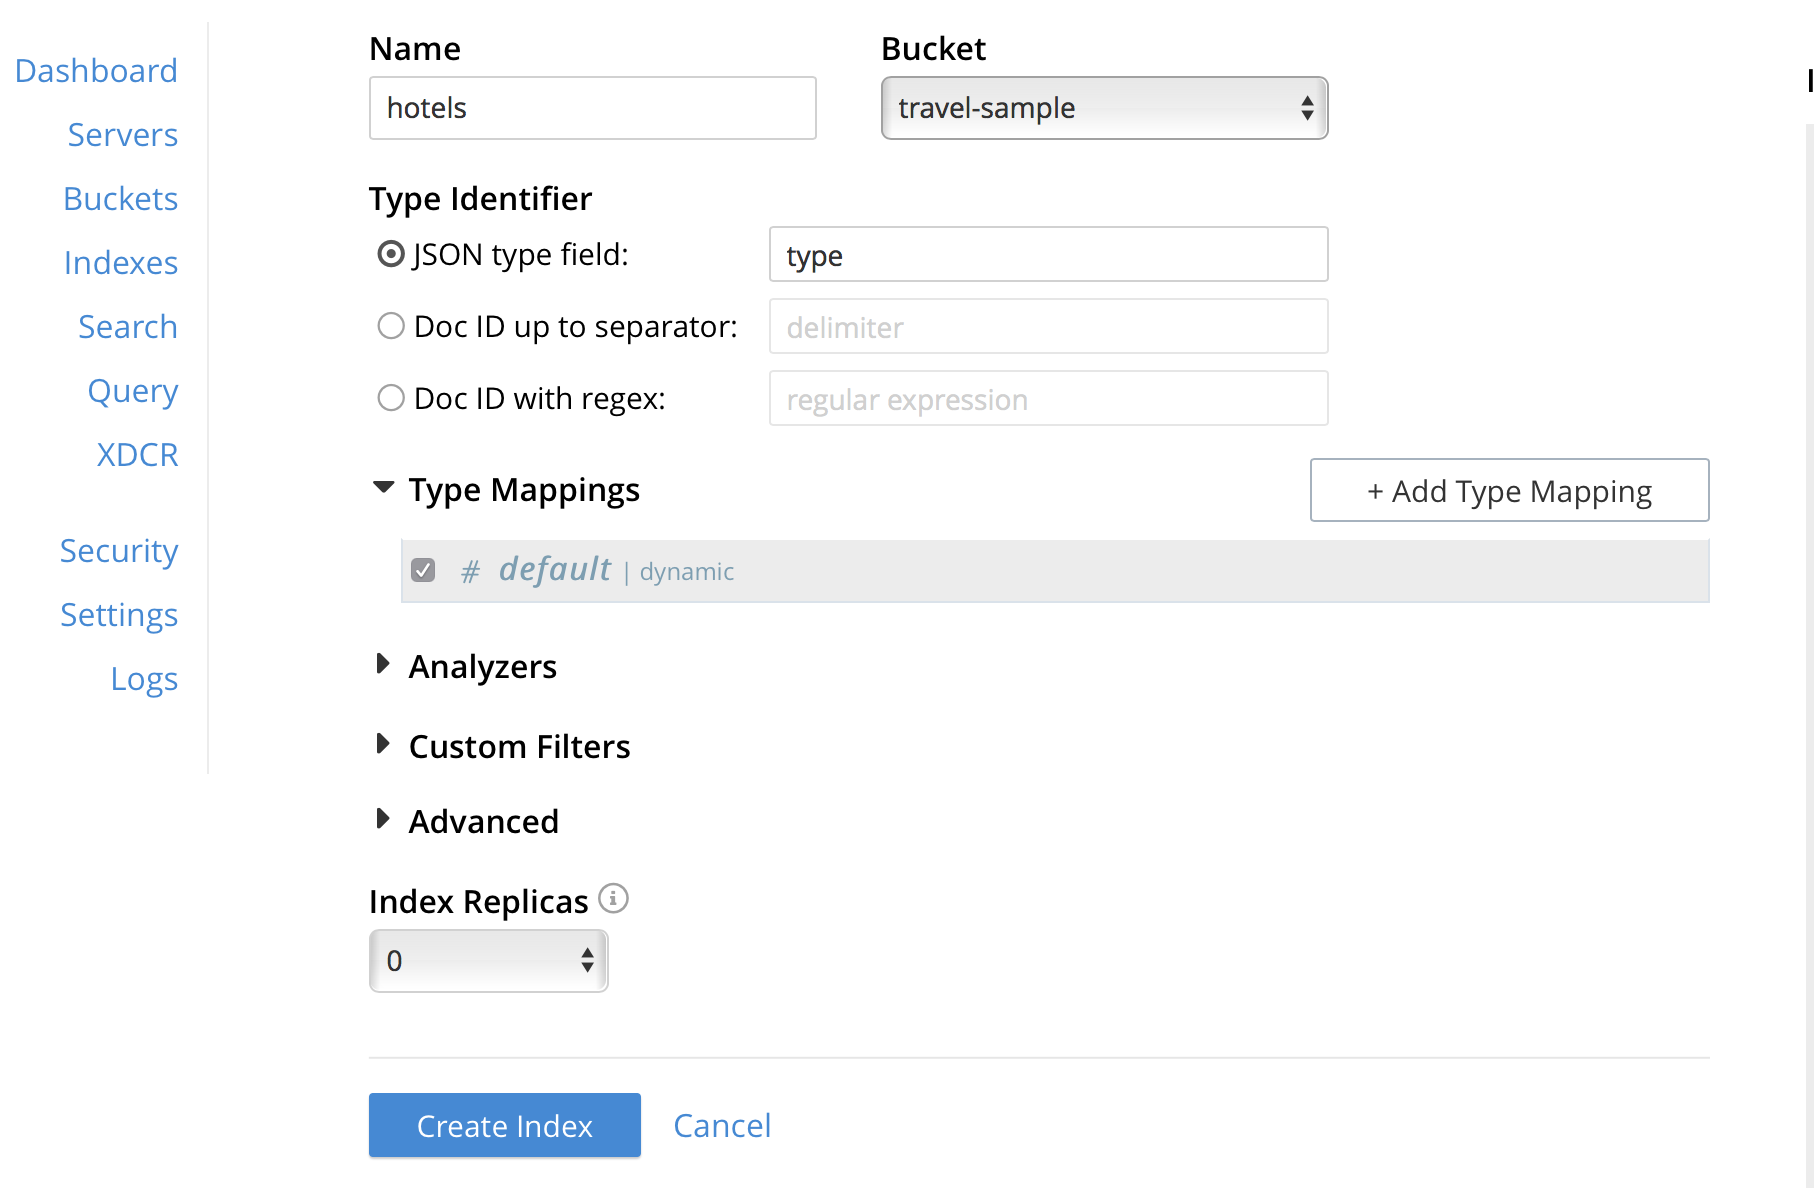 Dashboard
Servers
Buckets
Indexes
Search
Query
XDCR
Security
Settings
Logs
Name
hotels
Bucket
travel-sample
Type Identifier
JSON type field:
type
Doc ID up to separator:
delimiter
Doc ID with regex:
regular expression
Type Mappings
+ Add Type Mapping
# default | dynamic
Analyzers
Custom Filters
Advanced
Index Replicas
0
Create Index
Cancel